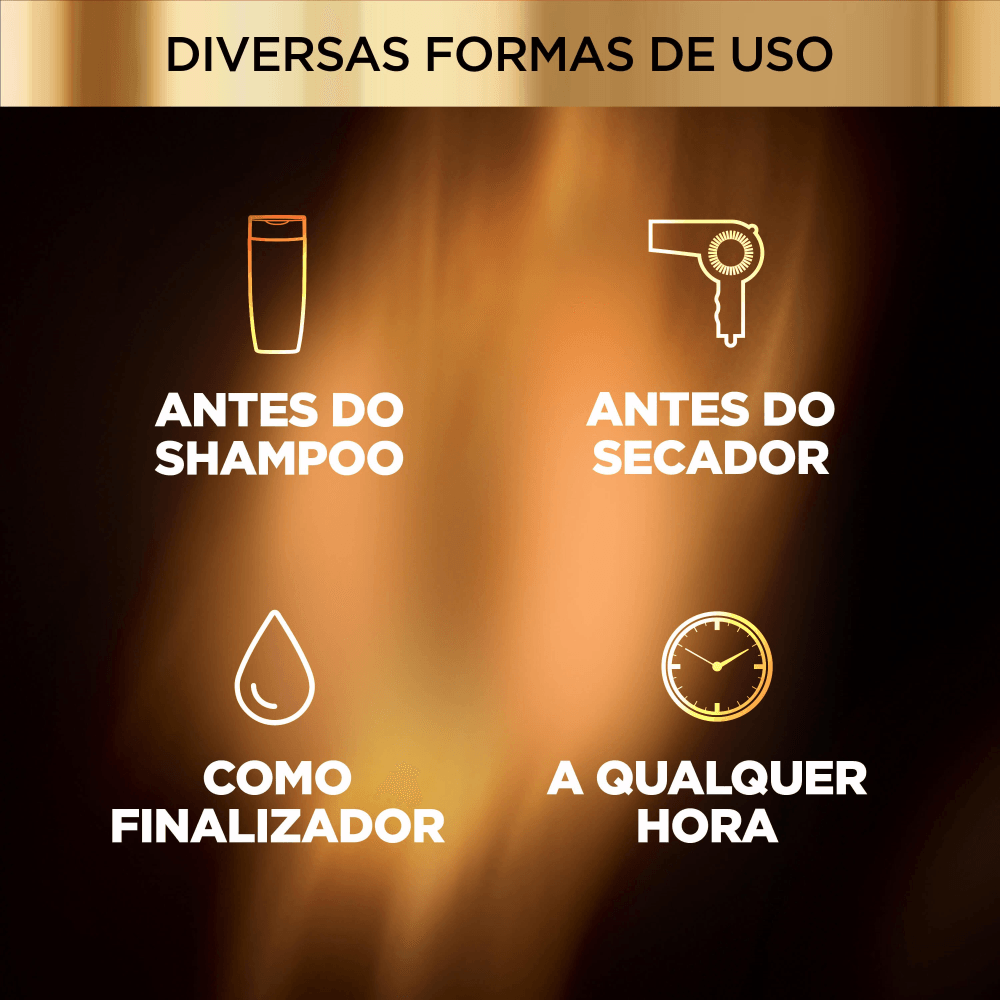 DIVERSAS FORMAS DE USO
ANTES DO
SHAMPOO
ANTES DO
SECADOR
COMO
FINALIZADOR
A QUALQUER
HORA